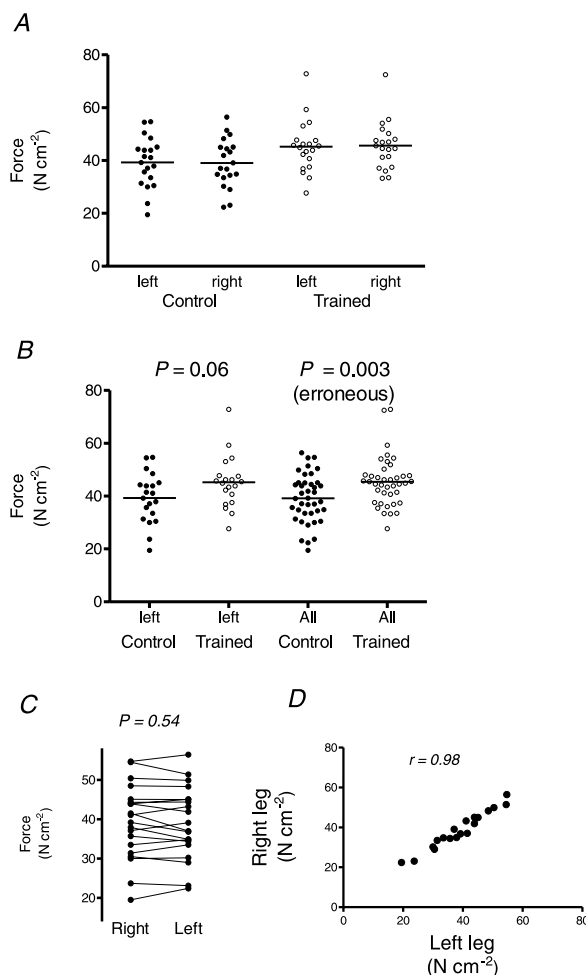 A
Force
(N cm-2)
80
60
40
20
0
left right left right
Control Trained
B
P = 0.06 P = 0.003
(erroneous)
Force
(N cm-2)
80
60
40
20
0
left left All All
Control Trained Control Trained
C
P = 0.54
Force
(N cm-2)
50
40
30
20
Right Left
D
r = 0.98
Right leg
(N cm-2)
80
60
40
20
0
0 20 40 60 80
Left leg
(N cm-2)